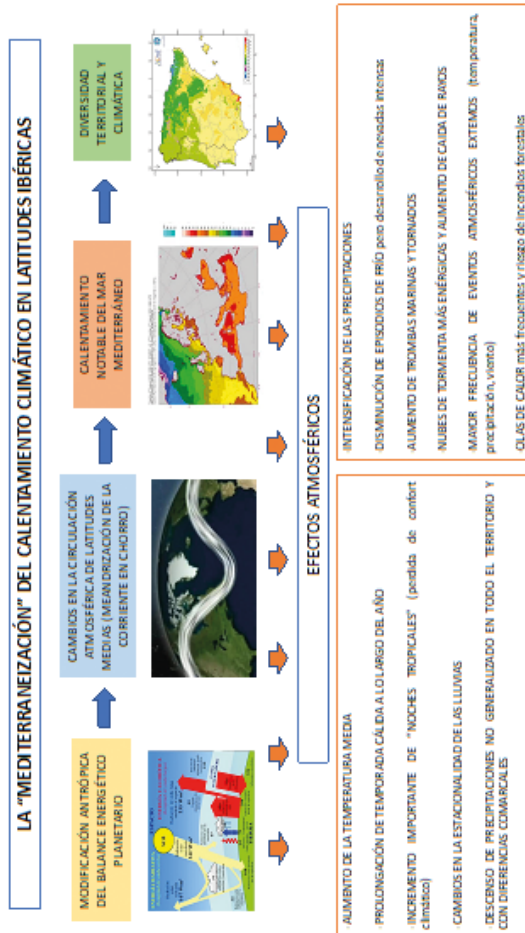 LA "MEDITERRANEIZACIÓN" DEL CALENTAMIENTO CLIMÁTICO EN LATITUDES IBÉRICAS
MODIFICACIÓN ANTRÓPICA
DEL BALANCE ENERGÉTICO
PLANETARIO
CAMBIOS EN LA CIRCULACIÓN
ATMOSFÉRICA DE LATITUDES
MEDIAS (MEANDRIZACIÓN DE LA
CORRIENTE EN CHORRO)
CALENTAMIENTO
NOTABLE DEL MAR
MEDITERRÁNEO
DIVERSIDAD
TERRITORIAL Y
CLIMÁTICA
EFECTOS ATMOSFÉRICOS
-AUMENTO DE LA TEMPERATURA MEDIA
-PROLONGACIÓN DE TEMPORADA CÁLIDA A LO LARGO DEL AÑO
-INCREMENTO IMPORTANTE DE "NOCHES TROPICALES" (perdida de confort
climático)
-CAMBIOS EN LA ESTACIONALIDAD DE LAS LLUVIAS
-DESCENSO DE PRECIPITACIONES NO GENERALIZADO EN TODO EL TERRITORIO Y
CON DIFERENCIAS COMARCALES
-INTENSIFICACIÓN DE LAS PRECIPITACIONES
-DISMINUCIÓN DE EPISODIOS DE FRÍO pero desarrollo de nevadas intensas
-AUMENTO DE TROMBAS MARINAS Y TORNADOS
-NUBES DE TORMENTA MÁS ENÉRGICAS Y AUMENTO DE CAIDA DE RAYOS
-MAYOR FRECUENCIA DE EVENTOS ATMOSFÉRICOS EXTEMOS (temperatura,
precipitación, viento)
-OLAS DE CALOR más frecuentes y riesgo de incendios forestales